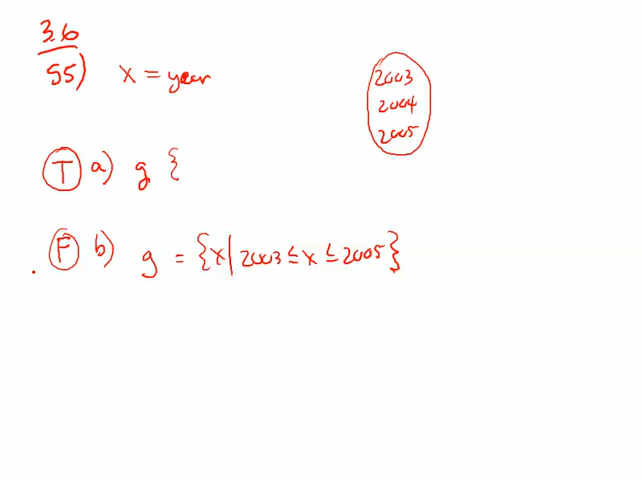 3.6
55) x = year
2003
2004
2005
T a) g {
F b) g = {x | 2003 ≤ x ≤ 2005}